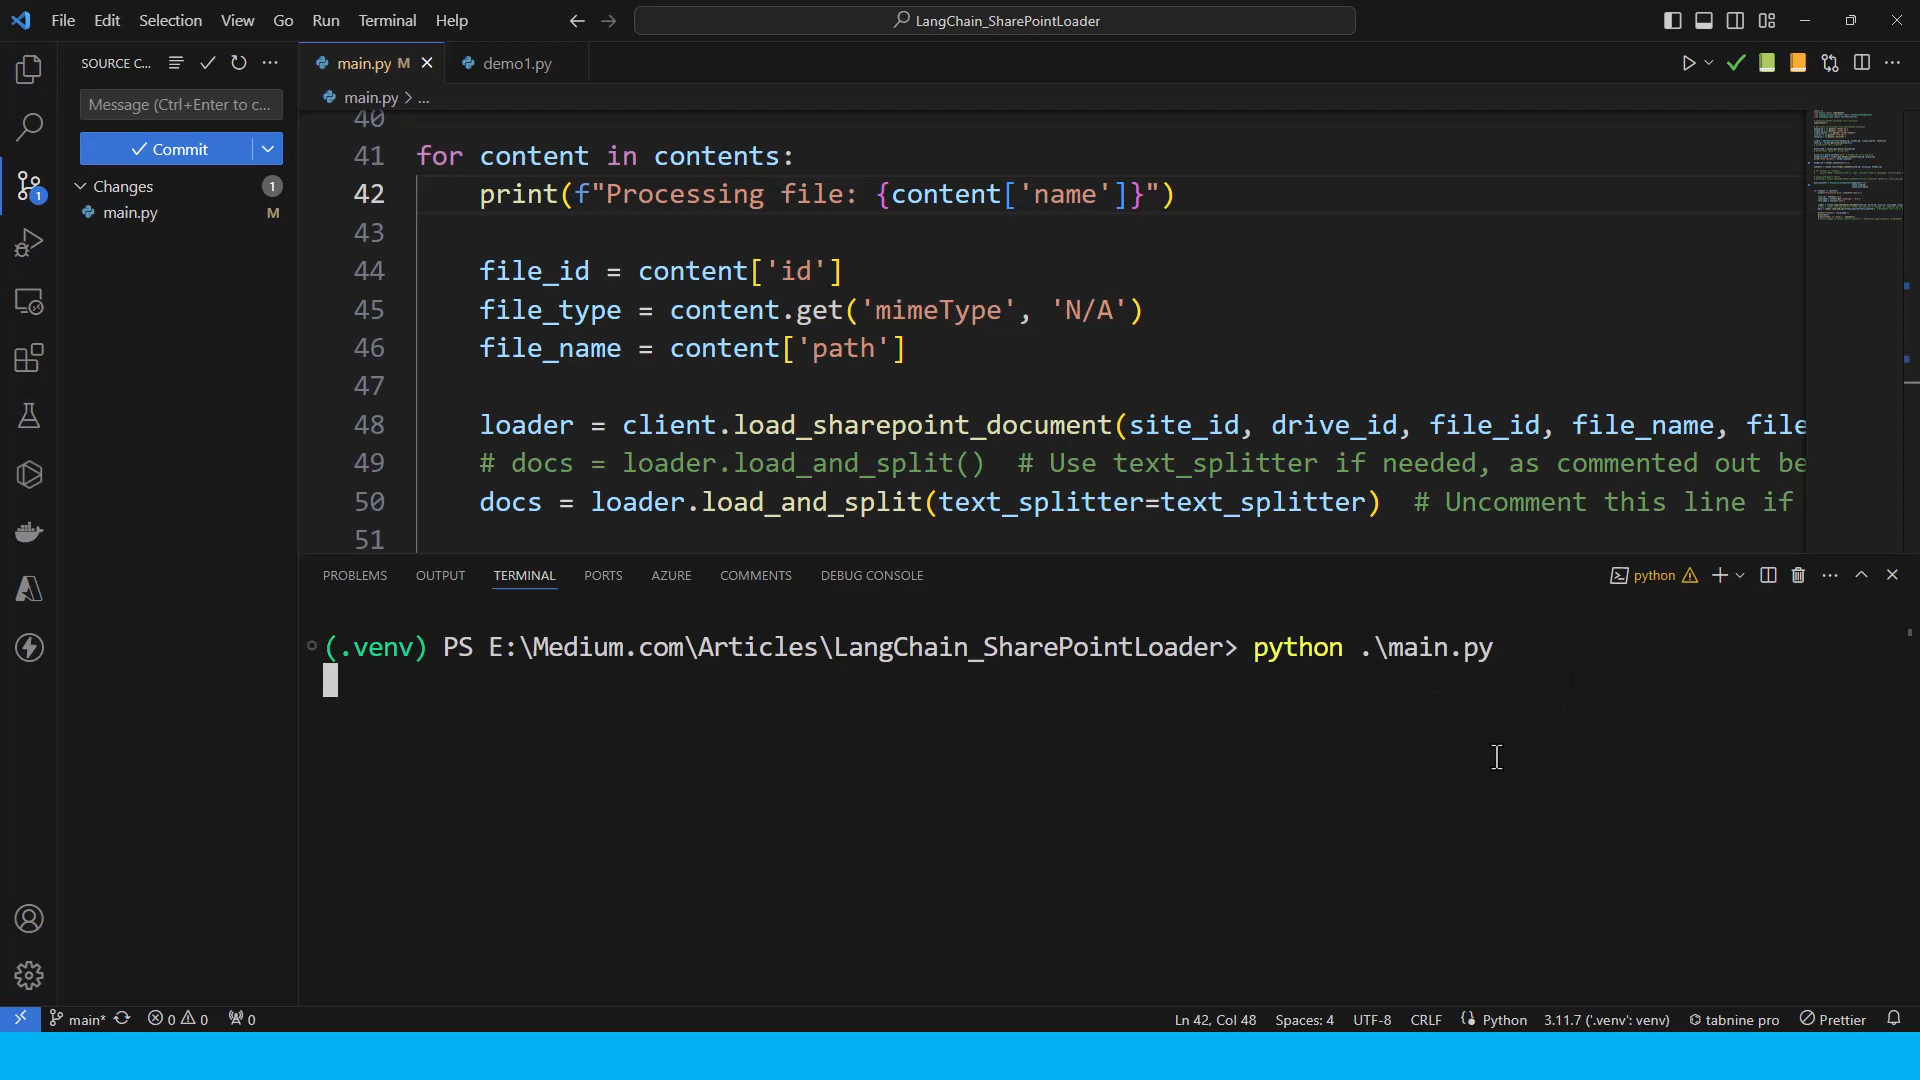 File Edit Selection View Go Run Terminal Help
LangChain_SharePointLoader
SOURCE C...
main.py M
demo1.py
main.py > ...
Message (Ctrl+Enter to c...
Commit
Changes 1
main.py M
1
40
41 for content in contents:
42 print(f"Processing file: {content['name']}")
43
44 file_id = content['id']
45 file_type = content.get('mimeType', 'N/A')
46 file_name = content['path']
47
48 loader = client.load_sharepoint_document(site_id, drive_id, file_id, file_name, file
49 # docs = loader.load_and_split() # Use text_splitter if needed, as commented out be
50 docs = loader.load_and_split(text_splitter=text_splitter) # Uncomment this line if
51
PROBLEMS OUTPUT TERMINAL PORTS AZURE COMMENTS DEBUG CONSOLE
python
(.venv) PS E:\Medium.com\Articles\LangChain_SharePointLoader> python .\main.py
main* 0 0 0
Ln 42, Col 48 Spaces: 4 UTF-8 CRLF Python 3.11.7 ('.venv': venv) tabnine pro Prettier